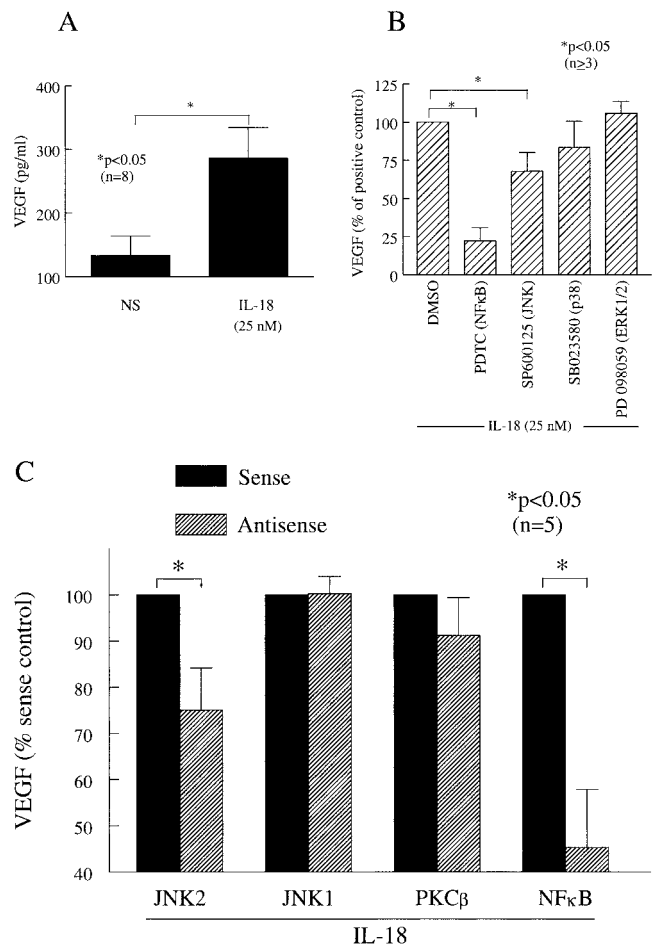 A
VEGF (pg/ml)
400
300
200
100
*
*p<0.05
(n=8)
NS
IL-18
(25 nM)
B
*p<0.05
(n≥3)
VEGF (% of positive control)
125
100
75
50
25
0
*
*
DMSO
PDTC (NFκB)
SP600125 (JNK)
SB023580 (p38)
PD 098059 (ERK1/2)
IL-18 (25 nM)
C
Sense
Antisense
*p<0.05
(n=5)
VEGF (% sense control)
100
90
80
70
60
50
40
*
*
JNK2
JNK1
PKCβ
NFκB
IL-18